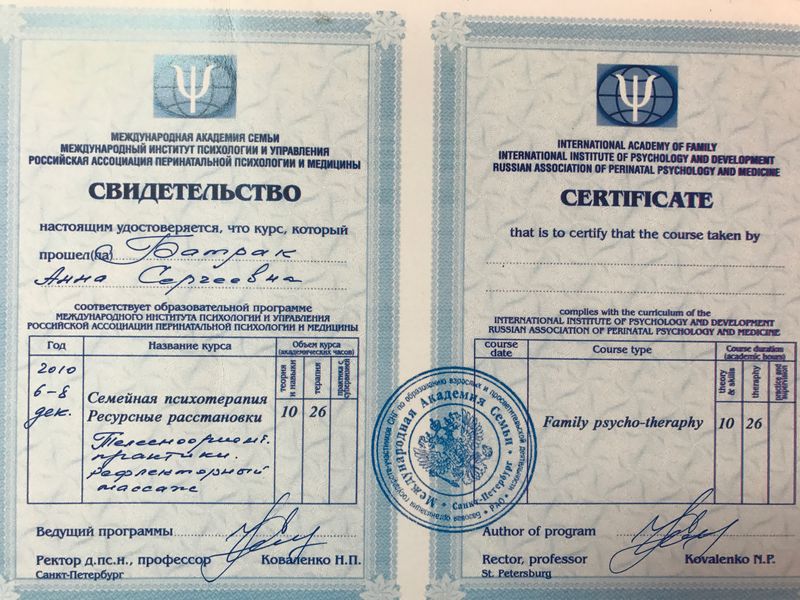 МЕЖДУНАРОДНАЯ АКАДЕМИЯ СЕМЬИ
МЕЖДУНАРОДНЫЙ ИНСТИТУТ ПСИХОЛОГИИ И УПРАВЛЕНИЯ
РОССИЙСКАЯ АССОЦИАЦИЯ ПЕРИНАТАЛЬНОЙ ПСИХОЛОГИИ И МЕДИЦИНЫ
СВИДЕТЕЛЬСТВО
настоящим удостоверяется, что курс, который
прошел(ла) Батрак
Анна Сергеевна
соответствует образовательной программе
МЕЖДУНАРОДНОГО ИНСТИТУТА ПСИХОЛОГИИ И УПРАВЛЕНИЯ
РОССИЙСКОЙ АССОЦИАЦИИ ПЕРИНАТАЛЬНОЙ ПСИХОЛОГИИ И МЕДИЦИНЫ
Год
Название курса
Объем курса
(академических часов)
теория
и навыки
терапия
практика с
супервизией
2010
6-8
дек.
Семейная психотерапия
Ресурсные расстановки
Телесноориент.
практики.
рефлекторный
массаж
10 26
Ведущий программы
Ректор д.пс.н., профессор Коваленко Н.П.
Санкт-Петербург
INTERNATIONAL ACADEMY OF FAMILY
INTERNATIONAL INSTITUTE OF PSYCHOLOGY AND DEVELOPMENT
RUSSIAN ASSOCIATION OF PERINATAL PSYCHOLOGY AND MEDICINE
CERTIFICATE
that is to certify that the course taken by
complies with the curriculum of the
INTERNATIONAL INSTITUTE OF PSYCHOLOGY AND DEVELOPMENT
RUSSIAN ASSOCIATION OF PERINATAL PSYCHOLOGY AND MEDICINE
course
date
Course type
Course duration
(academic hours)
theory
& skills
theraphy
practice and
supervision
Family psycho-theraphy
10 26
Author of program
Rector, professor Kovalenko N.P.
St. Petersburg
Международная Академия Семьи
Санкт-Петербург